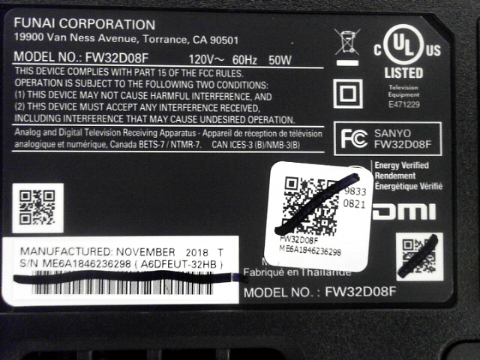 FUNAI CORPORATION
19900 Van Ness Avenue, Torrance, CA 90501
MODEL NO.: FW32D08F 120V~ 60Hz 50W
THIS DEVICE COMPLIES WITH PART 15 OF THE FCC RULES.
OPERATION IS SUBJECT TO THE FOLLOWING TWO CONDITIONS:
(1) THIS DEVICE MAY NOT CAUSE HARMFUL INTERFERENCE, AND
(2) THIS DEVICE MUST ACCEPT ANY INTERFERENCE RECEIVED,
INCLUDING INTERFERENCE THAT MAY CAUSE UNDESIRED OPERATION.
Analog and Digital Television Receiving Apparatus - Appareil de réception de télévision
analogique et numérique, Canada BETS-7 / NTMR-7. CAN ICES-3 (B)/NMB-3(B)
C UL US
LISTED
Television
Equipment
E471229
FC SANYO
FW32D08F
Energy Verified
Rendement
Énergétique Vérifié
9833
0821
FW32D08F
ME6A1846236298
DMI
MANUFACTURED: NOVEMBER 2018 T
S/N ME6A1846236298 ( A6DFEUT-32HB )
Fabriqué en Thaïlande
MODEL NO.: FW32D08F